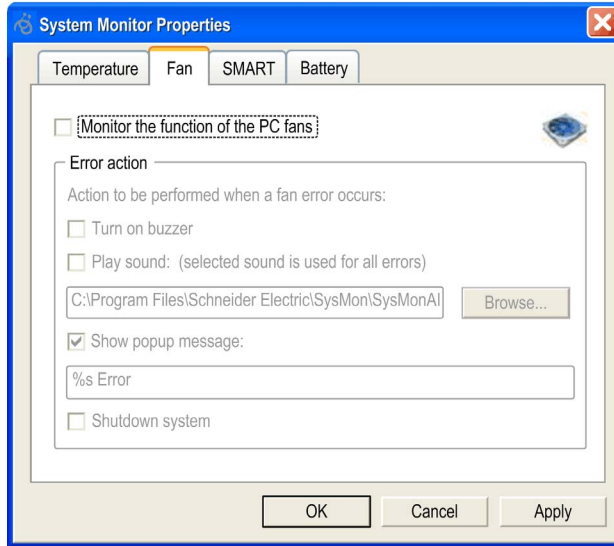 System Monitor Properties
Temperature Fan SMART Battery
Monitor the function of the PC fans
Error action
Action to be performed when a fan error occurs:
Turn on buzzer
Play sound: (selected sound is used for all errors)
C:\Program Files\Schneider Electric\SysMon\SysMonAl Browse...
Show popup message:
%s Error
Shutdown system
OK Cancel Apply